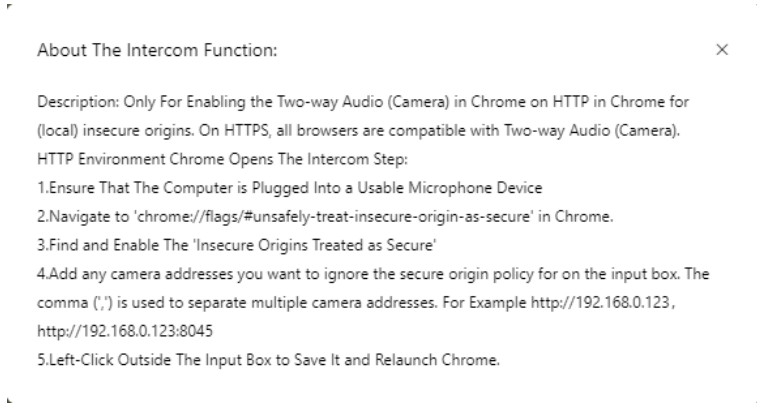 About The Intercom Function:
Description: Only For Enabling the Two-way Audio (Camera) in Chrome on HTTP in Chrome for
(local) insecure origins. On HTTPS, all browsers are compatible with Two-way Audio (Camera).
HTTP Environment Chrome Opens The Intercom Step:
1.Ensure That The Computer is Plugged Into a Usable Microphone Device
2.Navigate to 'chrome://flags/#unsafely-treat-insecure-origin-as-secure' in Chrome.
3.Find and Enable The 'Insecure Origins Treated as Secure'
4.Add any camera addresses you want to ignore the secure origin policy for on the input box. The
comma (',') is used to separate multiple camera addresses. For Example http://192.168.0.123,
http://192.168.0.123:8045
5.Left-Click Outside The Input Box to Save It and Relaunch Chrome.